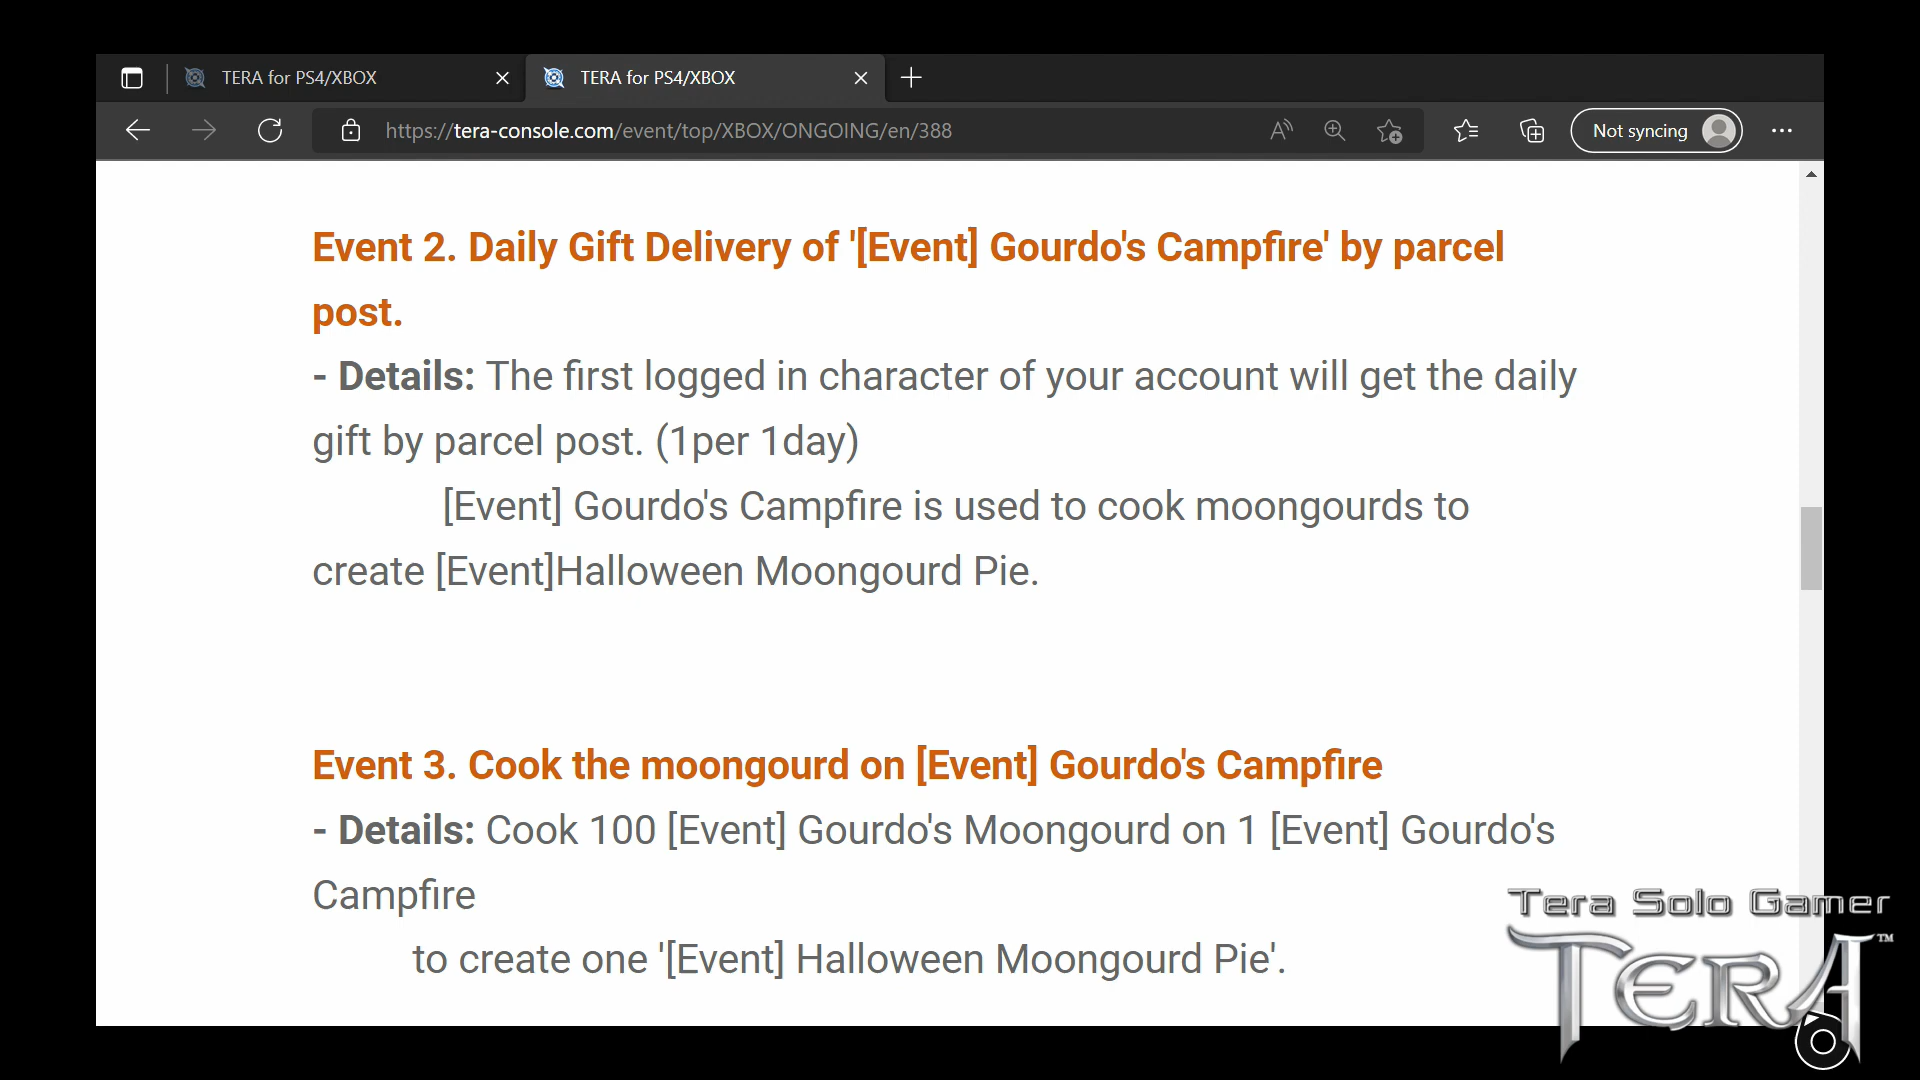 TERA for PS4/XBOX
TERA for PS4/XBOX
https://tera-console.com/event/top/XBOX/ONGOING/en/388
Not syncing
Event 2. Daily Gift Delivery of '[Event] Gourdo's Campfire' by parcel
post.
- Details: The first logged in character of your account will get the daily
gift by parcel post. (1per 1day)
[Event] Gourdo's Campfire is used to cook moongourds to
create [Event]Halloween Moongourd Pie.
Event 3. Cook the moongourd on [Event] Gourdo's Campfire
- Details: Cook 100 [Event] Gourdo's Moongourd on 1 [Event] Gourdo's
Campfire
to create one '[Event] Halloween Moongourd Pie'.
Tera Solo Gamer
TERA™